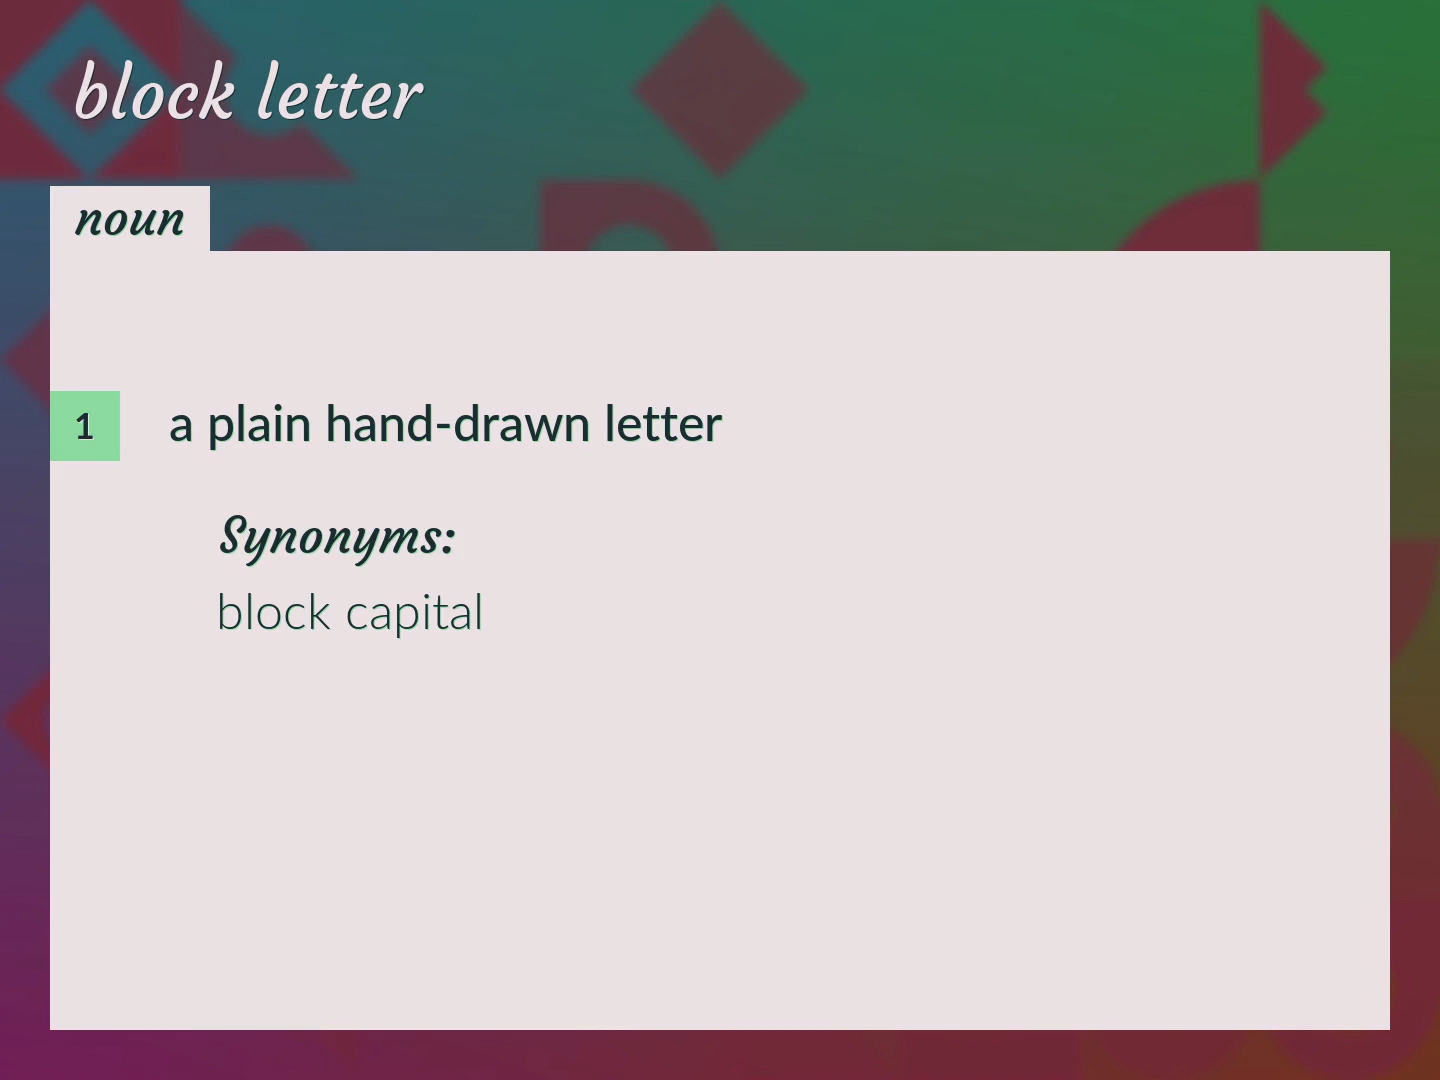 block letter
noun
1
a plain hand-drawn letter
Synonyms:
block capital